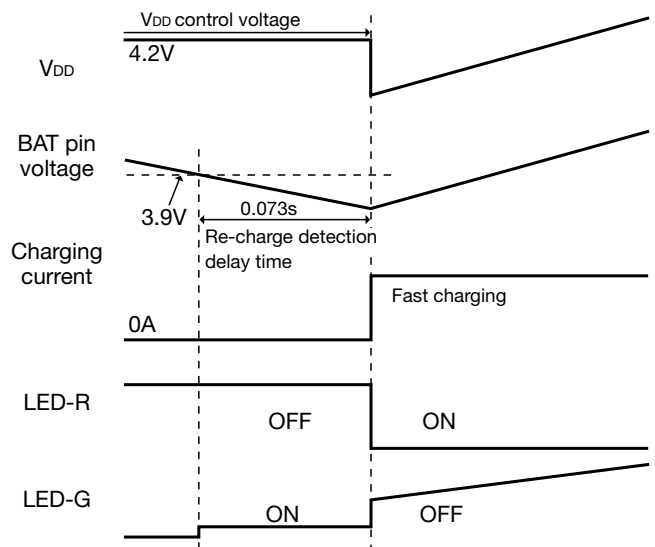 VDD control voltage
4.2V
VDD
BAT pin
voltage
0.073s
3.9V
Re-charge detection
delay time
Charging
current
Fast charging
0A
LED-R
OFF
ON
LED-G
ON
OFF